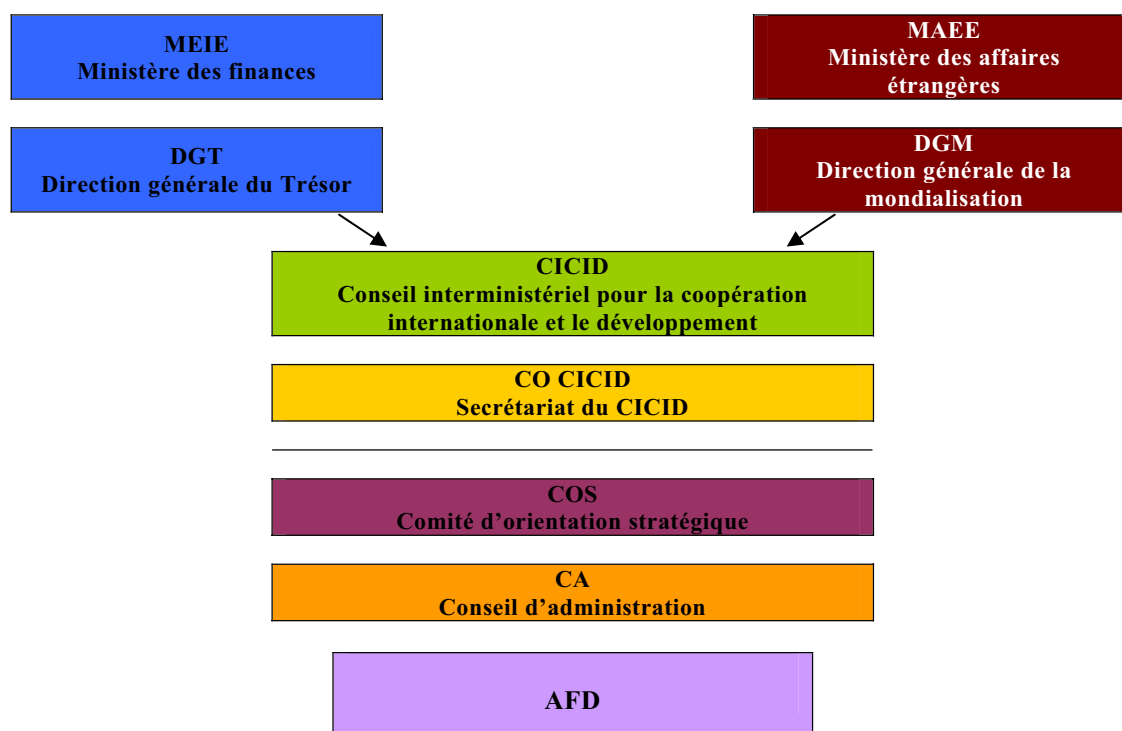 MEIE
Ministère des finances
MAEE
Ministère des affaires
étrangères
DGT
Direction générale du Trésor
DGM
Direction générale de la
mondialisation
CICID
Conseil interministériel pour la coopération
internationale et le développement
CO CICID
Secrétariat du CICID
COS
Comité d’orientation stratégique
CA
Conseil d’administration
AFD